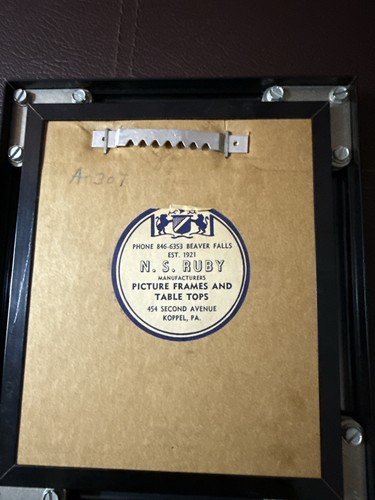 A-307
PHONE 846-6353 BEAVER FALLS
EST. 1921
N. S. RUBY
MANUFACTURERS
PICTURE FRAMES AND
TABLE TOPS
454 SECOND AVENUE
KOPPEL, PA.